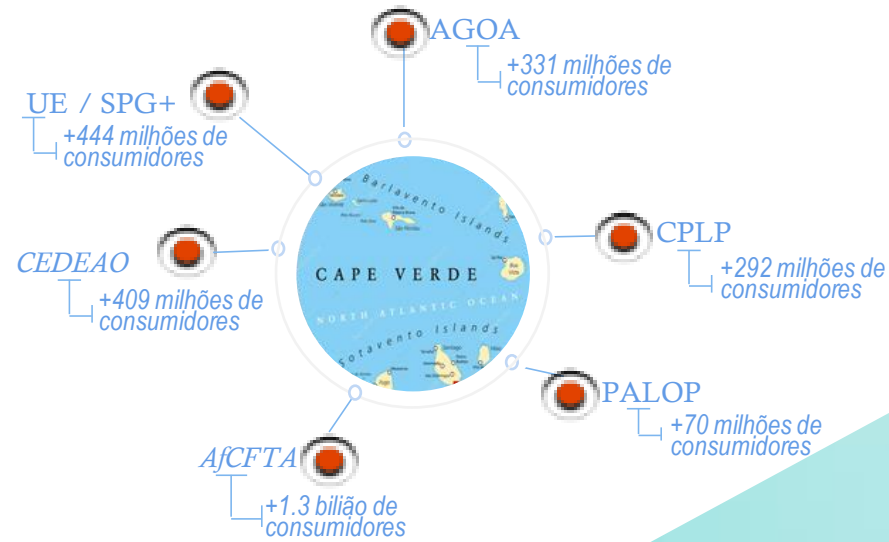 AGOA
+331 milhões de
consumidores
UE / SPG+
+444 milhões de
consumidores
CEDEAO
+409 milhões de
consumidores
CPLP
+292 milhões de
consumidores
PALOP
+70 milhões de
consumidores
AfCFTA
+1.3 bilião de
consumidores
Barlavento Islands
CAPE VERDE
NORTH ATLANTIC OCEAN
Sotavento Islands